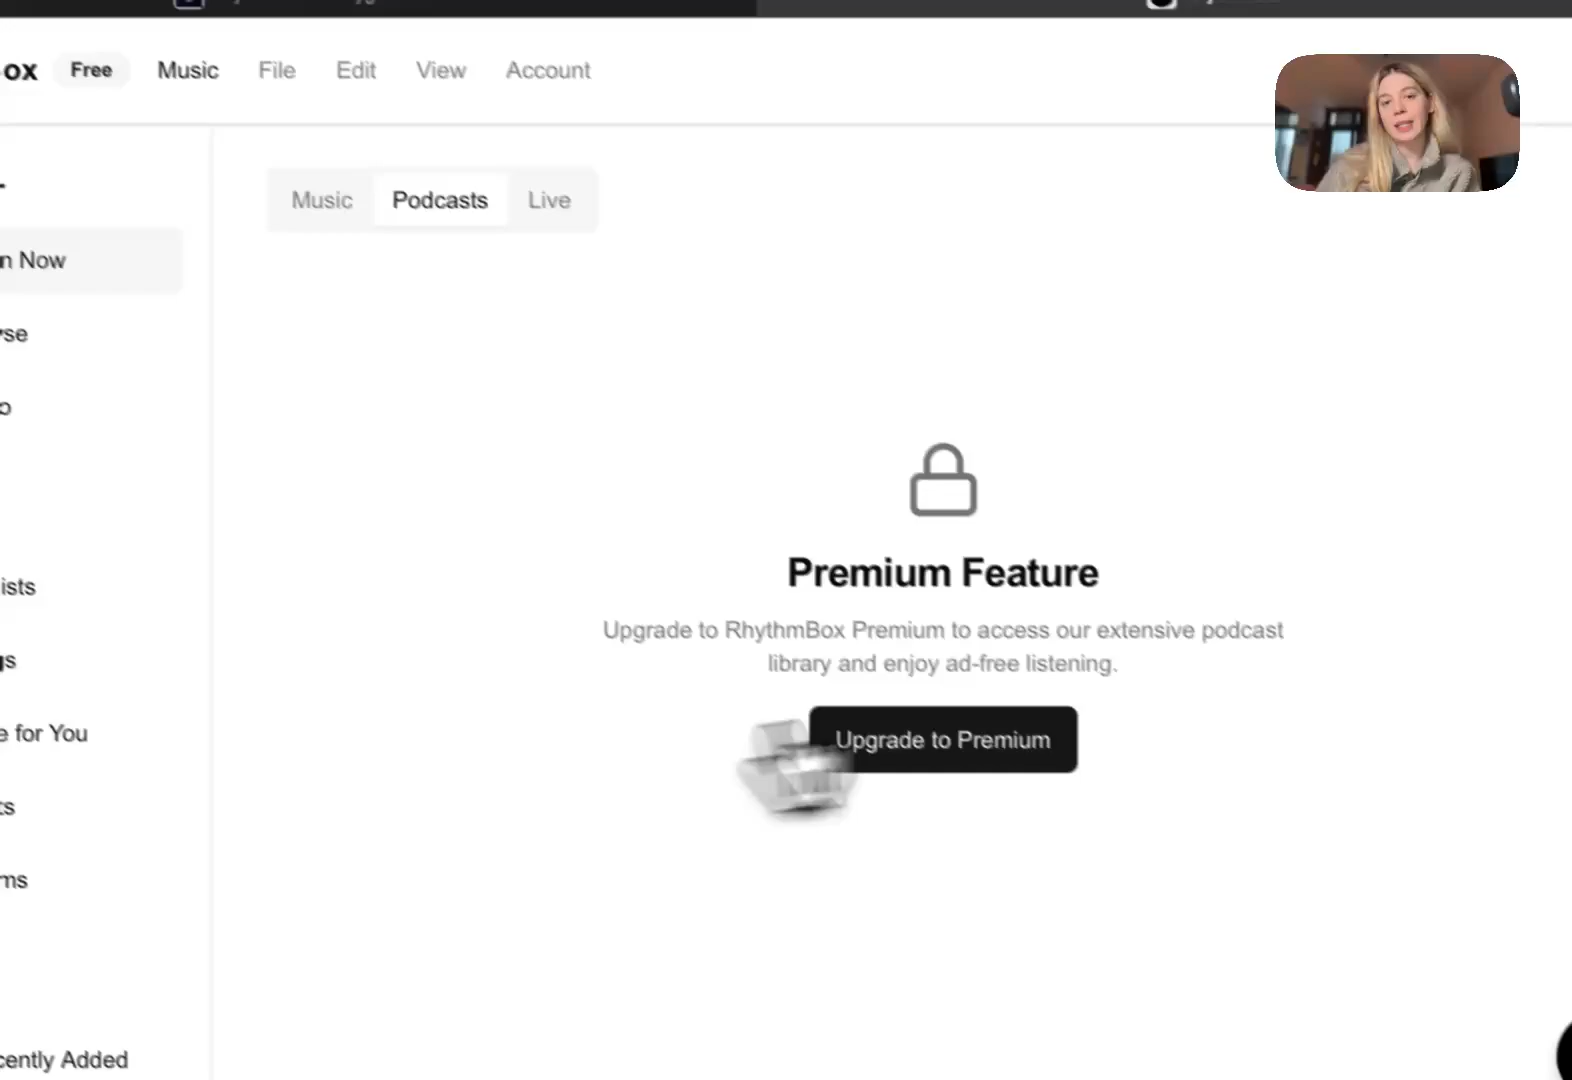 ox Free Music File Edit View Account
Music Podcasts Live
n Now
se
o
ists
gs
e for You
ts
ms
cently Added
Premium Feature
Upgrade to RhythmBox Premium to access our extensive podcast
library and enjoy ad-free listening.
Upgrade to Premium